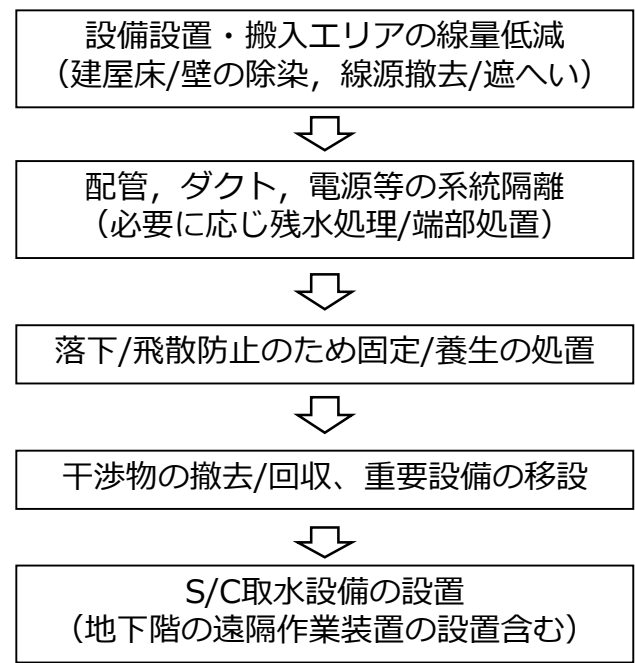 設備設置・搬入エリアの線量低減
（建屋床/壁の除染，線源撤去/遮へい）
配管，ダクト，電源等の系統隔離
（必要に応じ残水処理/端部処置）
落下/飛散防止のため固定/養生の処置
干渉物の撤去/回収、重要設備の移設
S/C取水設備の設置
（地下階の遠隔作業装置の設置含む）